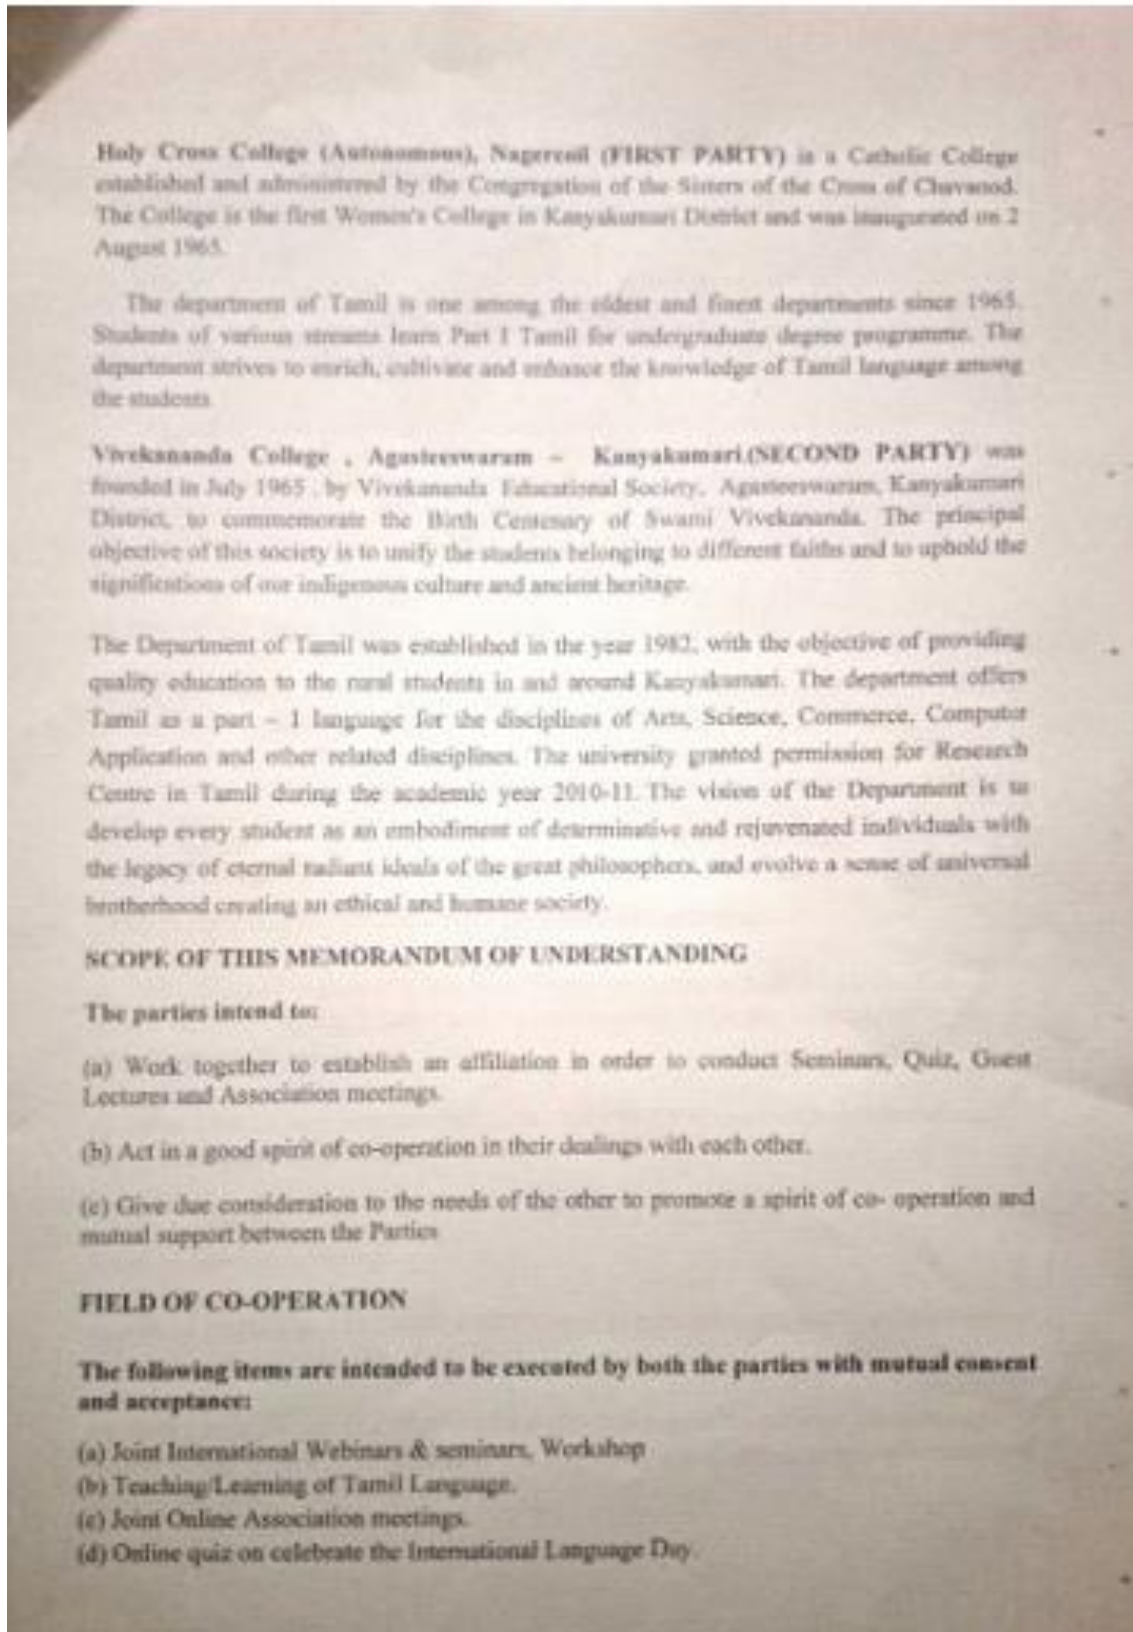 Holy Cross College (Autonomous), Nagercoil (FIRST PARTY) is a Catholic College
established and administered by the Congregation of the Sisters of the Cross of Chavanod.
The College is the first Women's College in Kanyakumari District and was inaugurated on 2
August 1965.
The department of Tamil is one among the oldest and finest departments since 1965.
Students of various streams learn Part I Tamil for undergraduate degree programme. The
department strives to enrich, cultivate and enhance the knowledge of Tamil language among
the students
Vivekananda College , Agasteeswaram – Kanyakumari.(SECOND PARTY) was
founded in July 1965 , by Vivekananda Educational Society, Agasteeswaram, Kanyakumari
District, to commemorate the Birth Centenary of Swami Vivekananda. The principal
objective of this society is to unify the students belonging to different faiths and to uphold the
significations of our indigenous culture and ancient heritage.
The Department of Tamil was established in the year 1982, with the objective of providing
quality education to the rural students in and around Kanyakumari. The department offers
Tamil as a part – I language for the disciplines of Arts, Science, Commerce, Computer
Application and other related disciplines. The university granted permission for Research
Centre in Tamil during the academic year 2010-11. The vision of the Department is to
develop every student as an embodiment of determinative and rejuvenated individuals with
the legacy of eternal radiant ideals of the great philosophers, and evolve a sense of universal
brotherhood creating an ethical and humane society.
SCOPE OF THIS MEMORANDUM OF UNDERSTANDING
The parties intend to:
(a) Work together to establish an affiliation in order to conduct Seminars, Quiz, Guest
Lectures and Association meetings.
(b) Act in a good spirit of co-operation in their dealings with each other.
(c) Give due consideration to the needs of the other to promote a spirit of co- operation and
mutual support between the Parties
FIELD OF CO-OPERATION
The following items are intended to be executed by both the parties with mutual consent
and acceptance:
(a) Joint International Webinars & seminars, Workshop
(b) Teaching/Learning of Tamil Language.
(c) Joint Online Association meetings.
(d) Online quiz on celebrate the International Language Day.